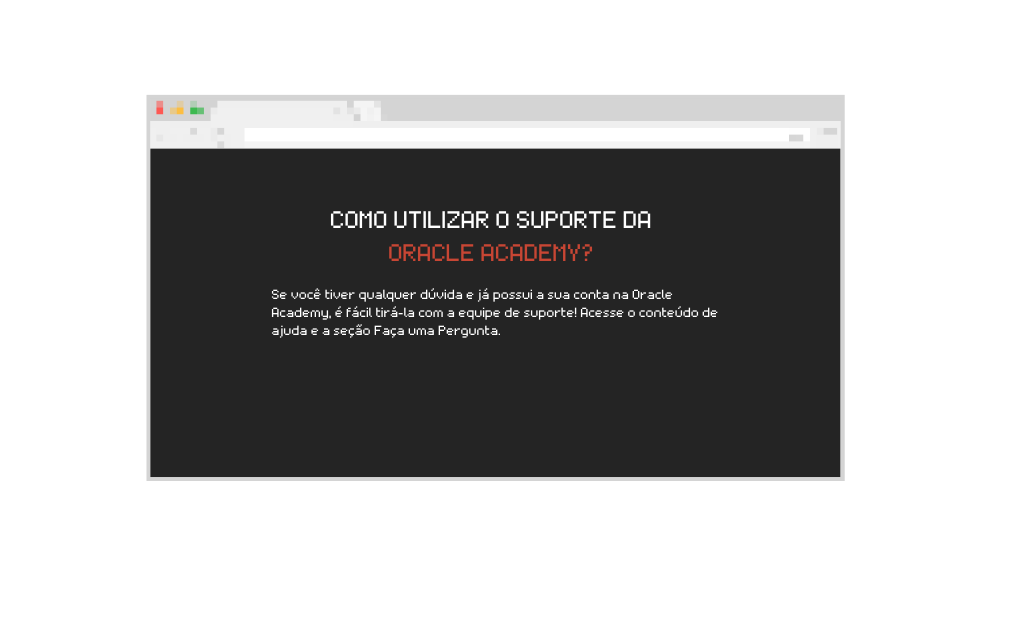 COMO UTILIZAR O SUPORTE DA
ORACLE ACADEMY?
Se você tiver qualquer dúvida e já possui a sua conta na Oracle
Academy, é fácil tirá-la com a equipe de suporte! Acesse o conteúdo de
ajuda e a seção Faça uma Pergunta.